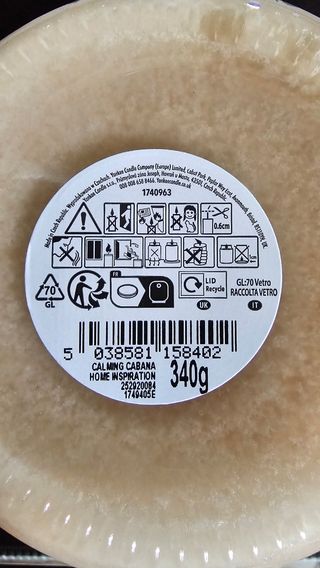 Made in Czech Republic. Wyprodukowano w Czechach. Yankee Candle Company (Europe) Limited, Cabot Park, Poplar Way East, Avonmouth, Bristol, BS11 0YH, UK
Yankee Candle s.r.o., Průmyslová zóna Joseph, Havraň u Mostu, 43501, Czech Republic.
000 008 658 8466. Yankeecandle.co.uk
1740963
0.6cm
70
GL
FR
LID
Recycle
UK
GL:70 Vetro
RACCOLTA VETRO
IT
5 038581 158402
CALMING CABANA
HOME INSPIRATION
252920084
1749405E
340g